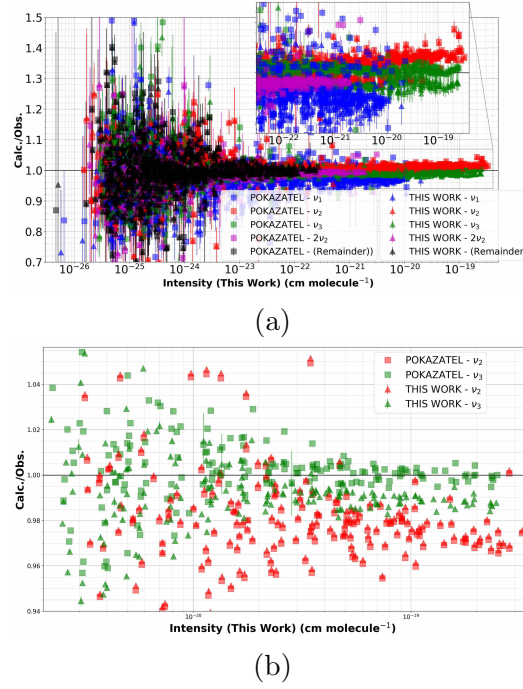 1.5
1.4
1.3
1.2
1.1
1.0
0.9
0.8
0.7
Calc./Obs.
10⁻²² 10⁻²¹ 10⁻²⁰ 10⁻¹⁹
POKAZATEL - ν₁
POKAZATEL - ν₂
POKAZATEL - ν₃
POKAZATEL - 2ν₂
POKAZATEL - (Remainder))
THIS WORK - ν₁
THIS WORK - ν₂
THIS WORK - ν₃
THIS WORK - 2ν₂
THIS WORK - (Remainder
10⁻²⁶ 10⁻²⁵ 10⁻²⁴ 10⁻²³ 10⁻²² 10⁻²¹ 10⁻²⁰ 10⁻¹⁹
Intensity (This Work) (cm molecule⁻¹)
(a)
1.04
1.02
1.00
0.98
0.96
0.94
Calc./Obs.
POKAZATEL - ν₂
POKAZATEL - ν₃
THIS WORK - ν₂
THIS WORK - ν₃
10⁻²⁰ 10⁻¹⁹
Intensity (This Work) (cm molecule⁻¹)
(b)